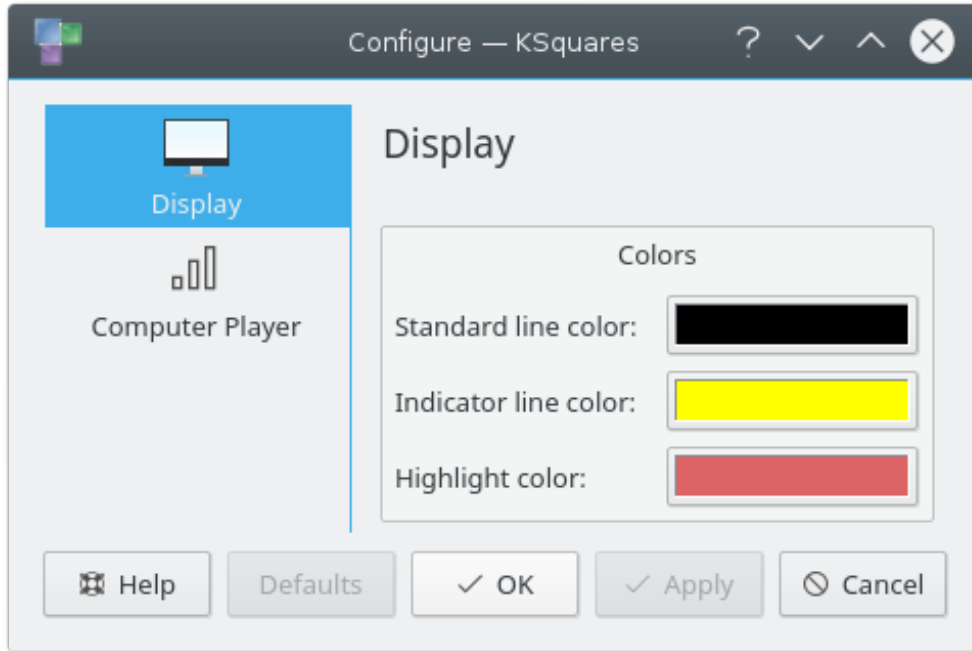 Configure — KSquares
Display
Computer Player
Display
Colors
Standard line color:
Indicator line color:
Highlight color:
Help
Defaults
OK
Apply
Cancel